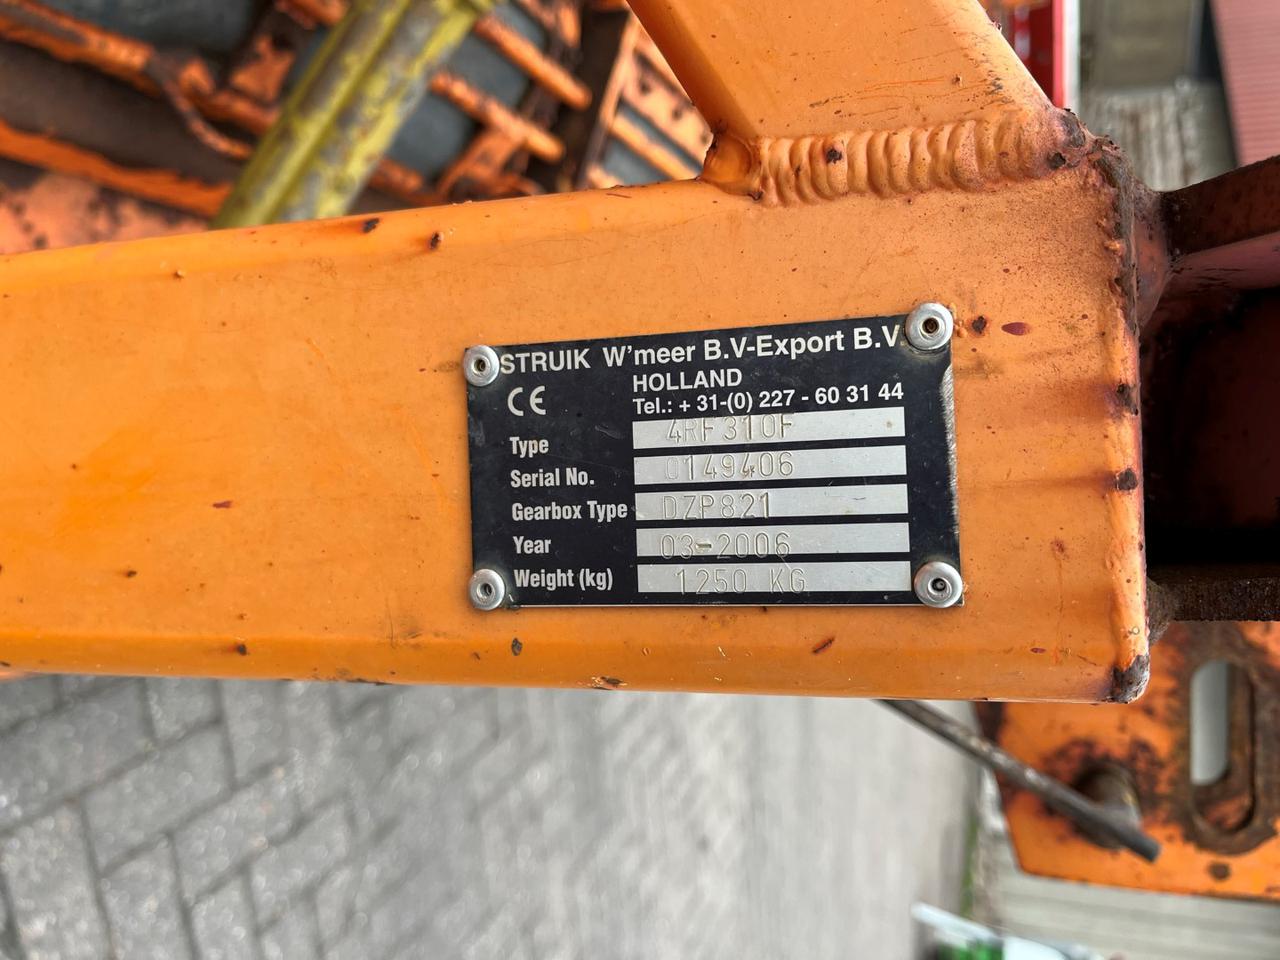 STRUIK W'meer B.V-Export B.V.
HOLLAND
CE
Tel.: + 31-(0) 227 - 60 31 44
Type 4RF310F
Serial No. 0149406
Gearbox Type DZP821
Year 03-2006
Weight (kg) 1250 KG